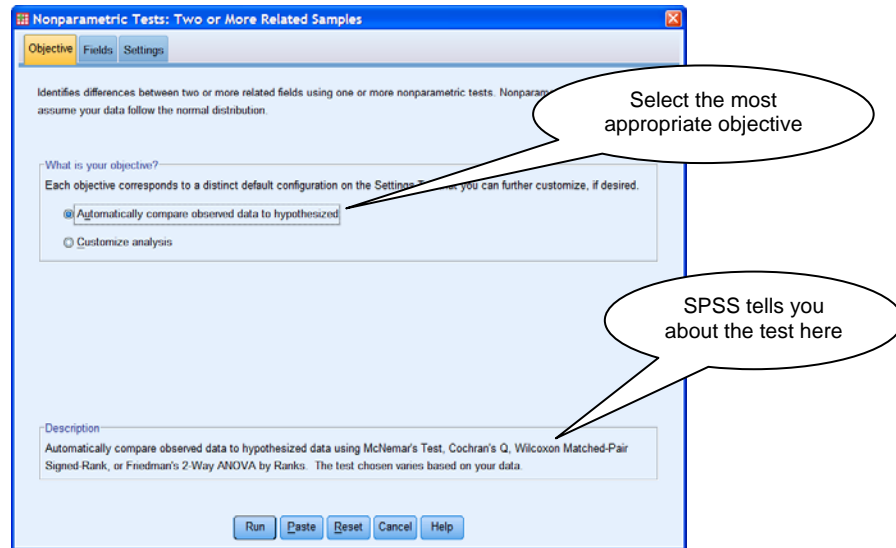 Nonparametric Tests: Two or More Related Samples
Objective Fields Settings
Identifies differences between two or more related fields using one or more nonparametric tests.
assume your data follow the normal distribution.
Select the most
appropriate objective
What is your objective?
Each objective corresponds to a distinct default configuration on the Settings you can further customize, if desired.
Automatically compare observed data to hypothesized
Customize analysis
SPSS tells you
about the test here
Description
Automatically compare observed data to hypothesized data using McNemar's Test, Cochran's Q, Wilcoxon Matched-Pair
Signed-Rank, or Friedman's 2-Way ANOVA by Ranks. The test chosen varies based on your data.
Run Paste Reset Cancel Help